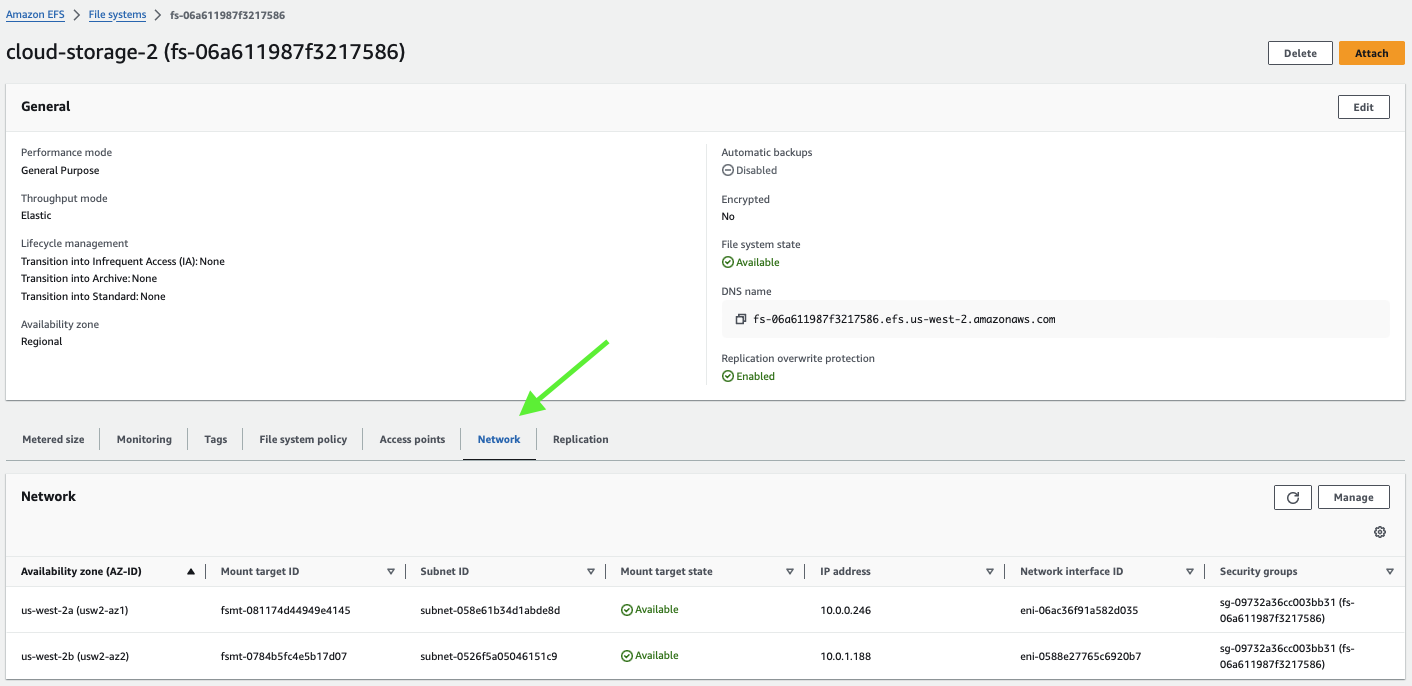 Amazon EFS > File systems > fs-06a611987f3217586
cloud-storage-2 (fs-06a611987f3217586)
Delete
Attach
General
Edit
Performance mode
General Purpose
Throughput mode
Elastic
Lifecycle management
Transition into Infrequent Access (IA): None
Transition into Archive: None
Transition into Standard: None
Availability zone
Regional
Automatic backups
Disabled
Encrypted
No
File system state
Available
DNS name
fs-06a611987f3217586.efs.us-west-2.amazonaws.com
Replication overwrite protection
Enabled
Metered size Monitoring Tags File system policy Access points Network Replication
Network
Manage
Availability zone (AZ-ID) Mount target ID Subnet ID Mount target state IP address Network interface ID Security groups
us-west-2a (usw2-az1) fsmt-081174d44949e4145 subnet-058e61b34d1abde8d Available 10.0.0.246 eni-06ac36f91a582d035 sg-09732a36cc003bb31 (fs-
06a611987f3217586)
us-west-2b (usw2-az2) fsmt-0784b5fc4e5b17d07 subnet-0526f5a05046151c9 Available 10.0.1.188 eni-0588e27765c6920b7 sg-09732a36cc003bb31 (fs-
06a611987f3217586)